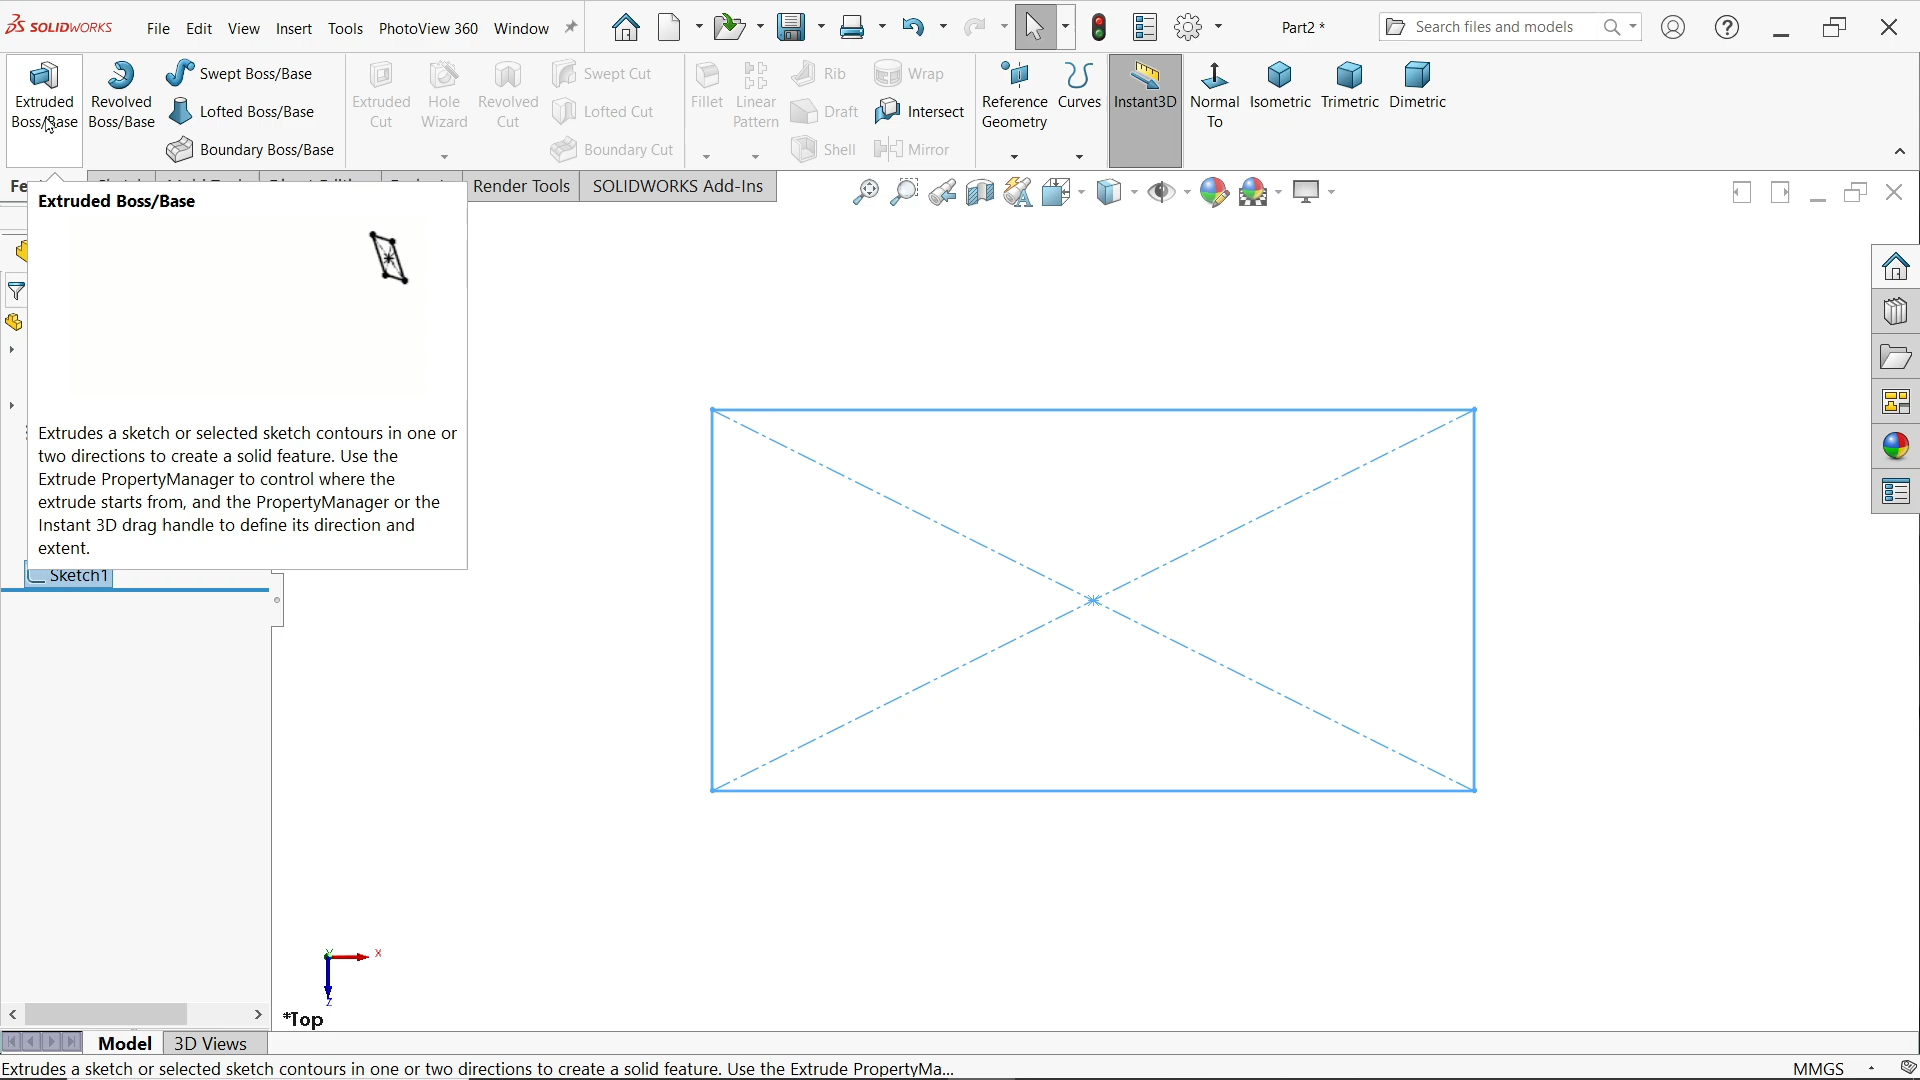 SOLIDWORKS
File Edit View Insert Tools PhotoView 360 Window
Part2 *
Search files and models
Extruded Boss/Base
Revolved Boss/Base
Swept Boss/Base
Lofted Boss/Base
Boundary Boss/Base
Extruded Cut
Hole Wizard
Revolved Cut
Swept Cut
Lofted Cut
Boundary Cut
Fillet
Linear Pattern
Rib
Draft
Shell
Wrap
Intersect
Mirror
Reference Geometry
Curves
Instant3D
Normal To
Isometric
Trimetric
Dimetric
Render Tools
SOLIDWORKS Add-Ins
Extruded Boss/Base
Extrudes a sketch or selected sketch contours in one or
two directions to create a solid feature. Use the
Extrude PropertyManager to control where the
extrude starts from, and the PropertyManager or the
Instant 3D drag handle to define its direction and
extent.
Sketch1
Y
X
Z
*Top
Model
3D Views
Extrudes a sketch or selected sketch contours in one or two directions to create a solid feature. Use the Extrude PropertyMa...
MMGS